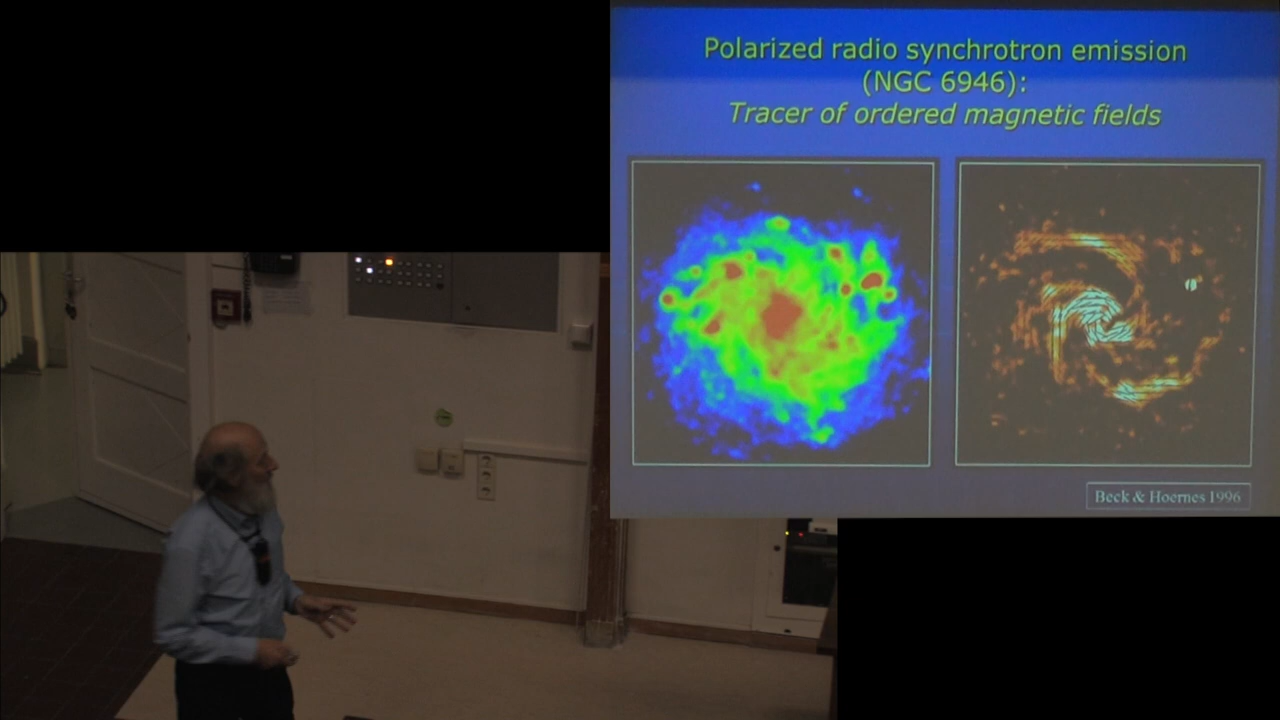 Polarized radio synchrotron emission
(NGC 6946):
Tracer of ordered magnetic fields
Beck & Hoernes 1996